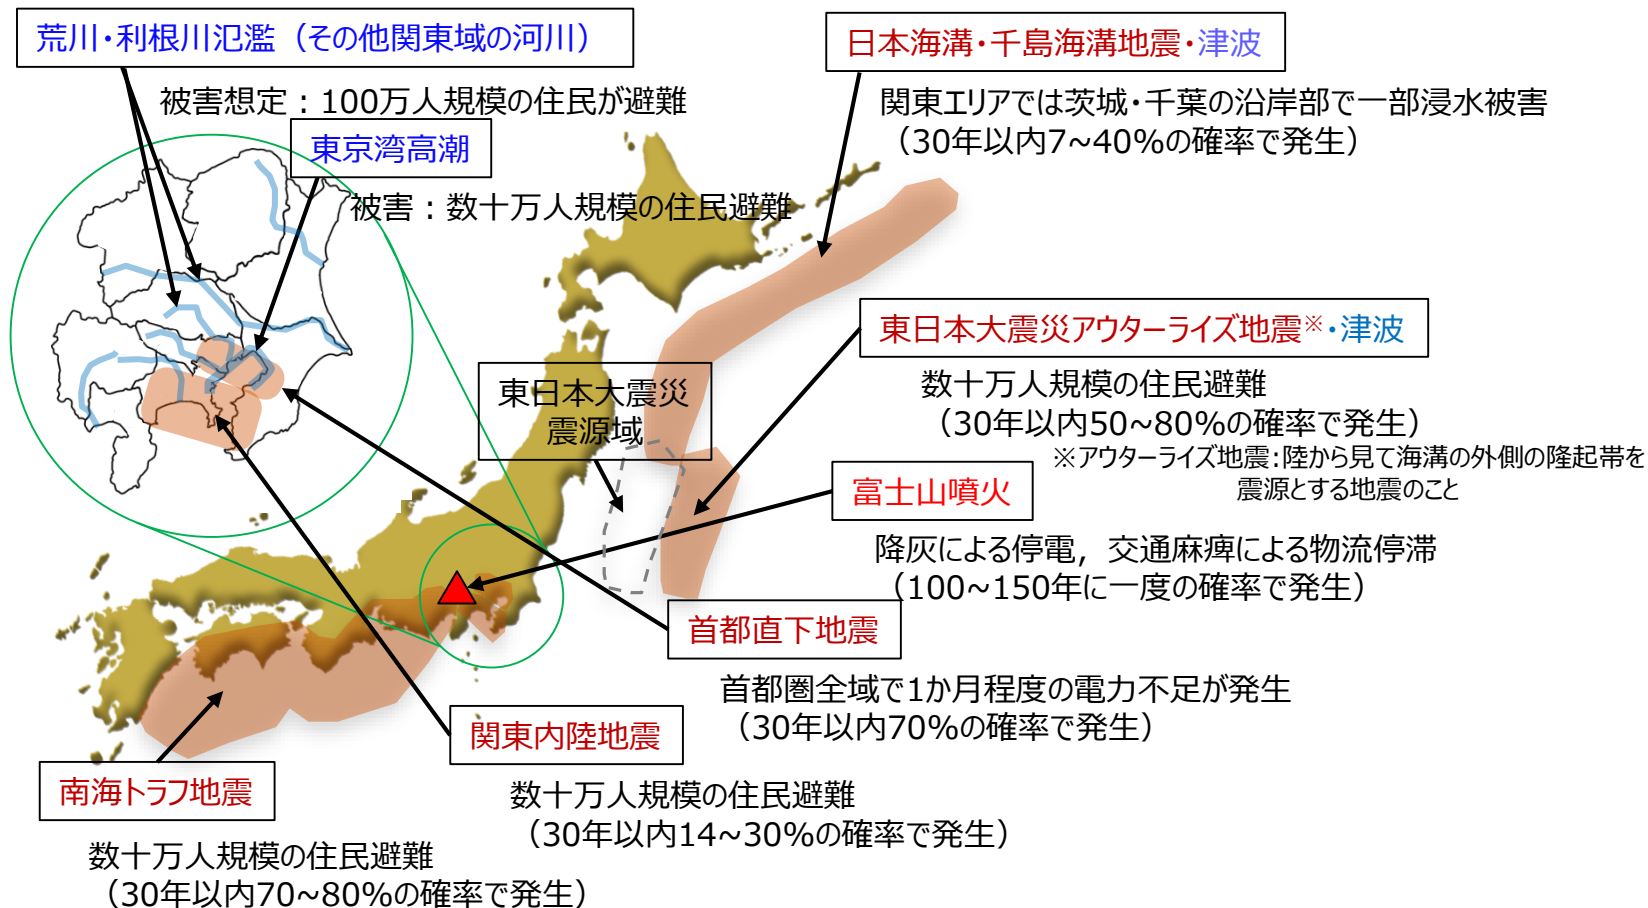 荒川・利根川氾濫（その他関東域の河川）
被害想定：100万人規模の住民が避難
東京湾高潮
被害：数十万人規模の住民避難
日本海溝・千島海溝地震・津波
関東エリアでは茨城・千葉の沿岸部で一部浸水被害
（30年以内7~40%の確率で発生）
東日本大震災アウターライズ地震※・津波
数十万人規模の住民避難
（30年以内50~80%の確率で発生）
※アウターライズ地震：陸から見て海溝の外側の隆起帯を
震源とする地震のこと
東日本大震災
震源域
富士山噴火
降灰による停電，交通麻痺による物流停滞
（100~150年に一度の確率で発生）
首都直下地震
首都圏全域で1か月程度の電力不足が発生
（30年以内70%の確率で発生）
関東内陸地震
数十万人規模の住民避難
（30年以内14~30%の確率で発生）
南海トラフ地震
数十万人規模の住民避難
（30年以内70~80%の確率で発生）